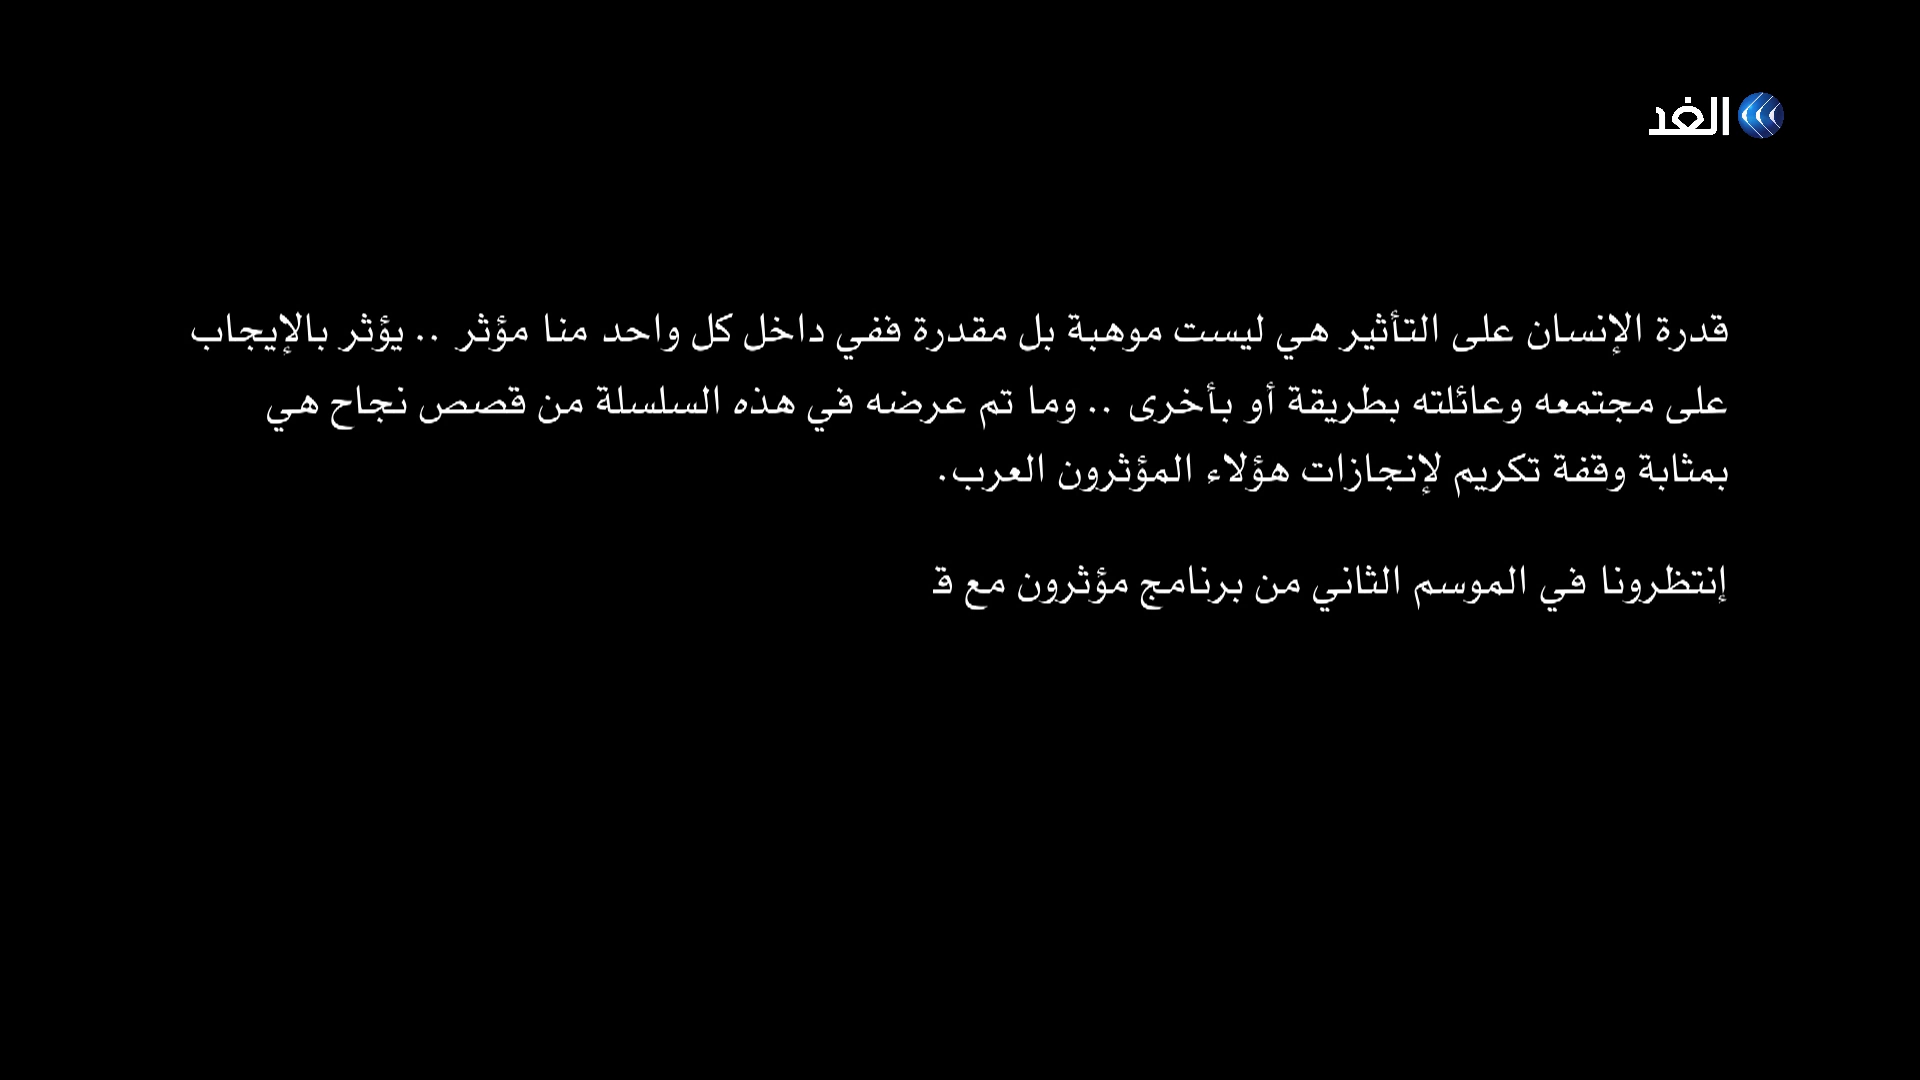 الغد
قدرة الإنسان على التأثير هي ليست موهبة بل مقدرة ففي داخل كل واحد منا مؤثر .. يؤثر بالإيجاب
على مجتمعه وعائلته بطريقة أو بأخرى .. وما تم عرضه في هذه السلسلة من قصص نجاح هي
بمثابة وقفة تكريم لإنجازات هؤلاء المؤثرون العرب.
إنتظرونا في الموسم الثاني من برنامج مؤثرون مع ق